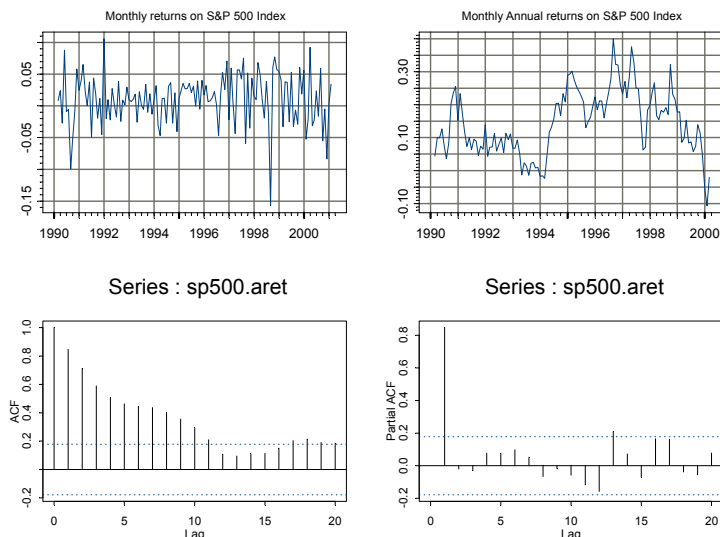 Monthly returns on S&P 500 Index
0.05
-0.05
-0.15
1990 1992 1994 1996 1998 2000
Monthly Annual returns on S&P 500 Index
0.30
0.10
-0.10
1990 1992 1994 1996 1998 2000
Series : sp500.aret
ACF
1.0
0.8
0.6
0.4
0.2
-0.2
0 5 10 15 20
Lag
Series : sp500.aret
Partial ACF
0.8
0.6
0.4
0.2
0.0
-0.2
0 5 10 15 20
Lag